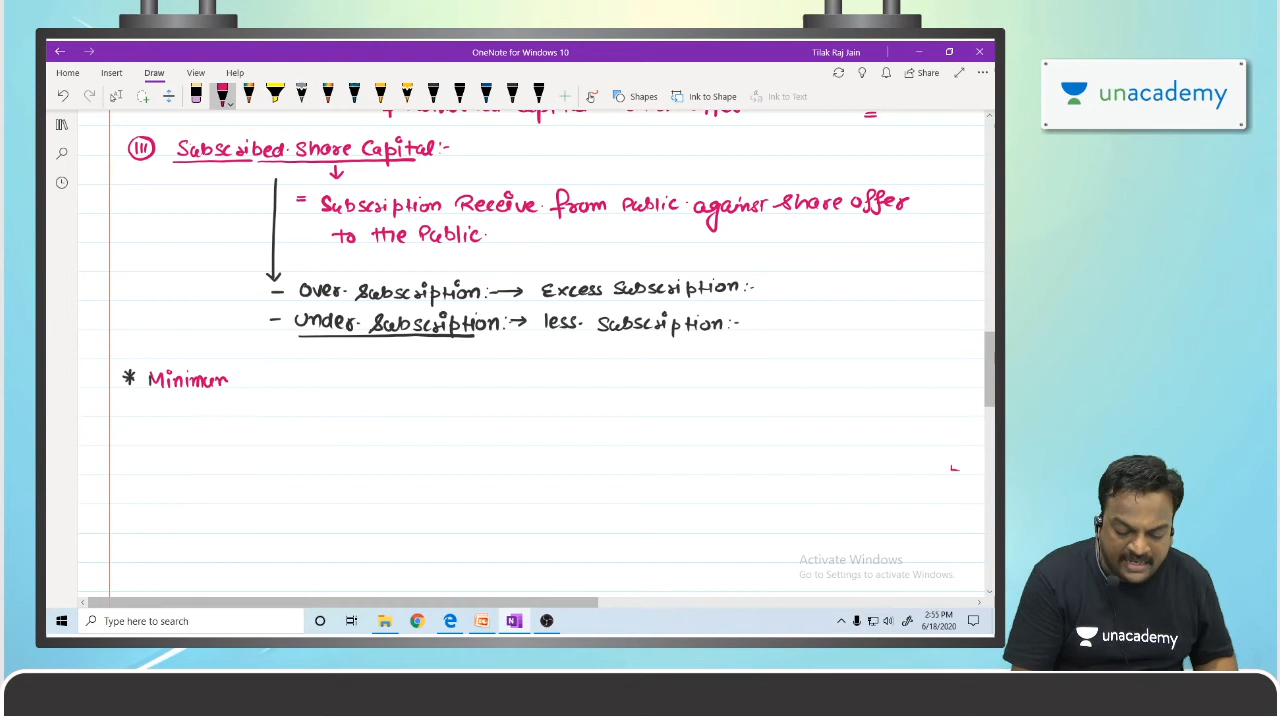 OneNote for Windows 10
Tilak Raj Jain
Home Insert Draw View Help
Share
Shapes Ink to Shape Ink to Text
unacademy
III Subscribed Share Capital:-
= Subscription Receive from Public against Share offer
to the Public.
- Over Subscription:- → Excess Subscription:-
- Under Subscription:→ less Subscription:-
* Minimum
Activate Windows
Go to Settings to activate Windows.
Type here to search
2:55 PM
6/18/2020
unacademy